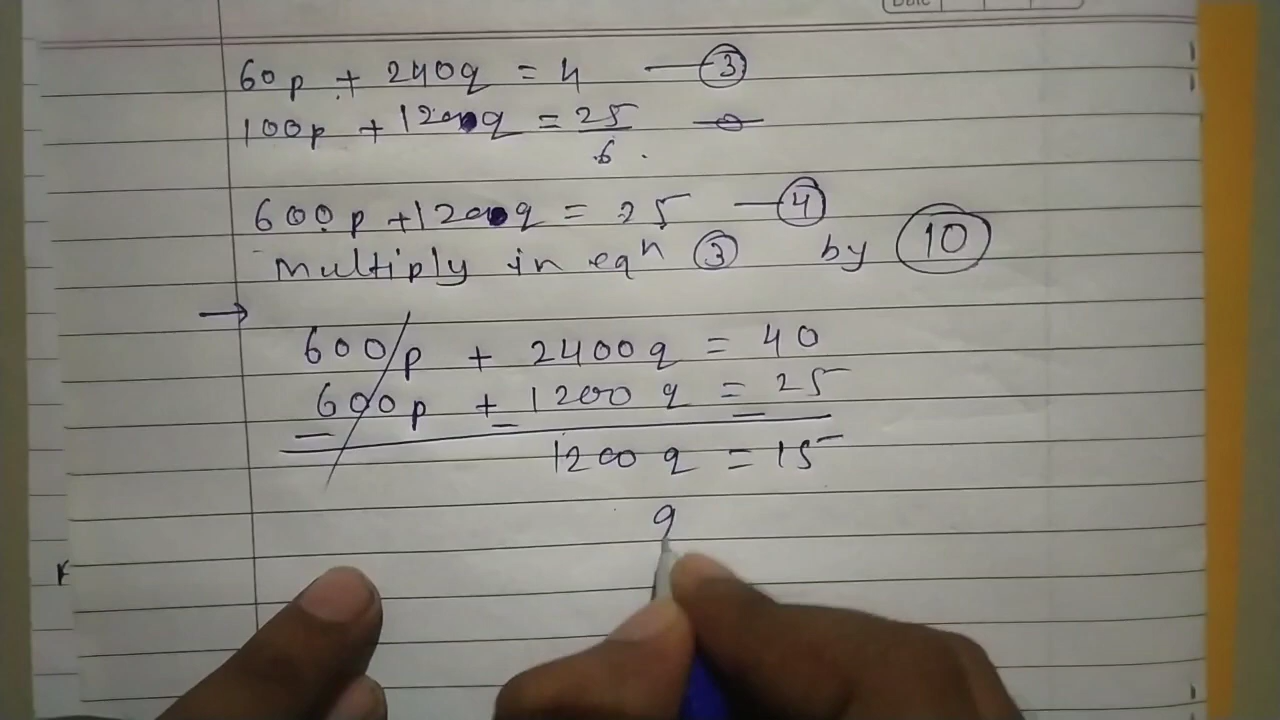 Date
60p + 240q = 4 — ③
100p + 1200q = 25/6 .
600p + 1200q = 25 — ④
multiply in eqⁿ ③ by 10
→
600p + 2400q = 40
600p + 1200q = 25
1200q = 15
q